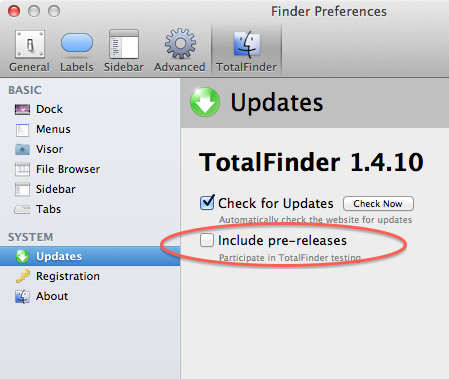 Finder Preferences
General Labels Sidebar Advanced TotalFinder
BASIC
Dock
Menus
Visor
File Browser
Sidebar
Tabs
SYSTEM
Updates
Registration
About
Updates
TotalFinder 1.4.10
Check for Updates Check Now
Automatically check the website for updates
Include pre-releases
Participate in TotalFinder testing